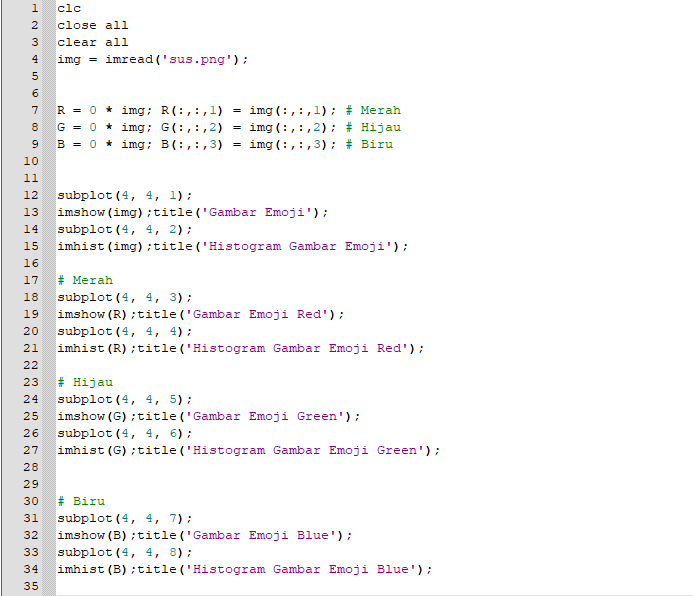 1 clc
2 close all
3 clear all
4 img = imread('sus.png');
5
6
7 R = 0 * img; R(:,:,1) = img(:,:,1); # Merah
8 G = 0 * img; G(:,:,2) = img(:,:,2); # Hijau
9 B = 0 * img; B(:,:,3) = img(:,:,3); # Biru
10
11
12 subplot(4, 4, 1);
13 imshow(img);title('Gambar Emoji');
14 subplot(4, 4, 2);
15 imhist(img);title('Histogram Gambar Emoji');
16
17 # Merah
18 subplot(4, 4, 3);
19 imshow(R);title('Gambar Emoji Red');
20 subplot(4, 4, 4);
21 imhist(R);title('Histogram Gambar Emoji Red');
22
23 # Hijau
24 subplot(4, 4, 5);
25 imshow(G);title('Gambar Emoji Green');
26 subplot(4, 4, 6);
27 imhist(G);title('Histogram Gambar Emoji Green');
28
29
30 # Biru
31 subplot(4, 4, 7);
32 imshow(B);title('Gambar Emoji Blue');
33 subplot(4, 4, 8);
34 imhist(B);title('Histogram Gambar Emoji Blue');
35